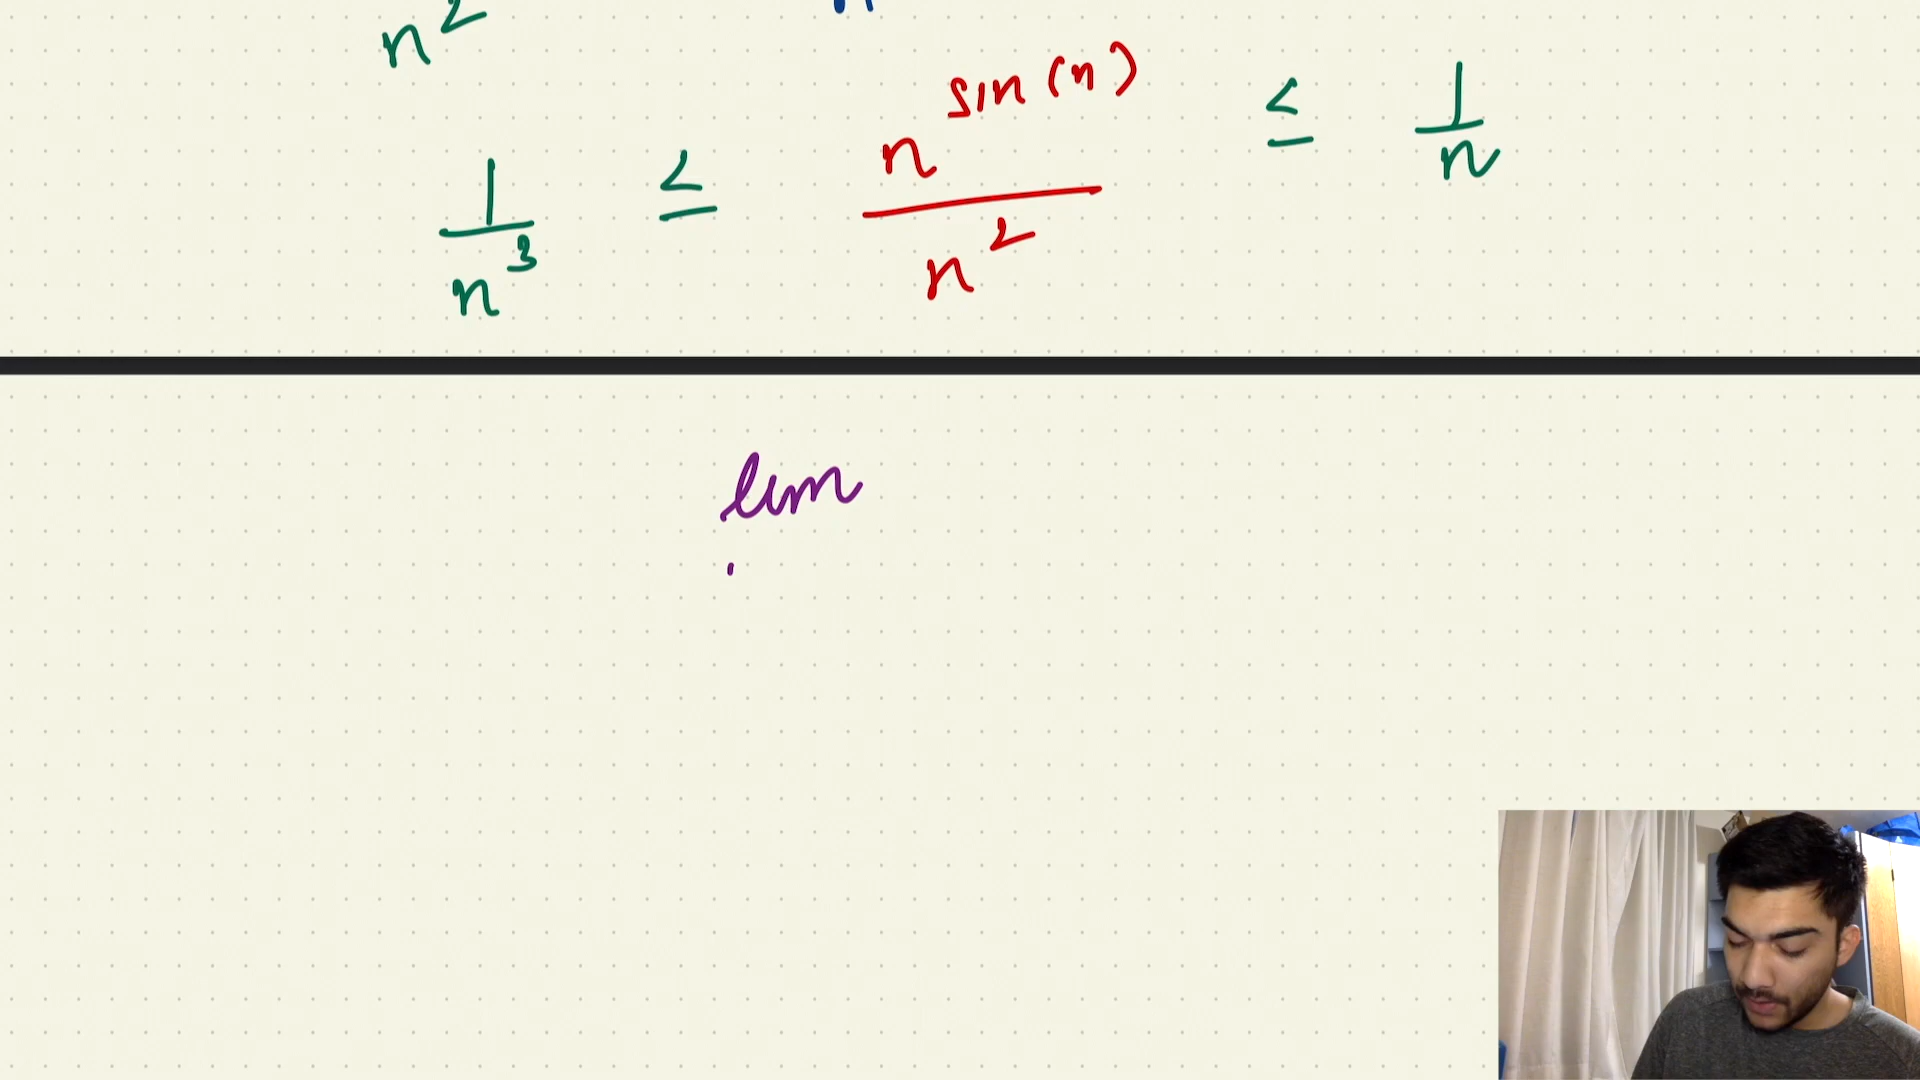 n²
1/n³ ≤ n^sin(n)/n² ≤ 1/n
lim